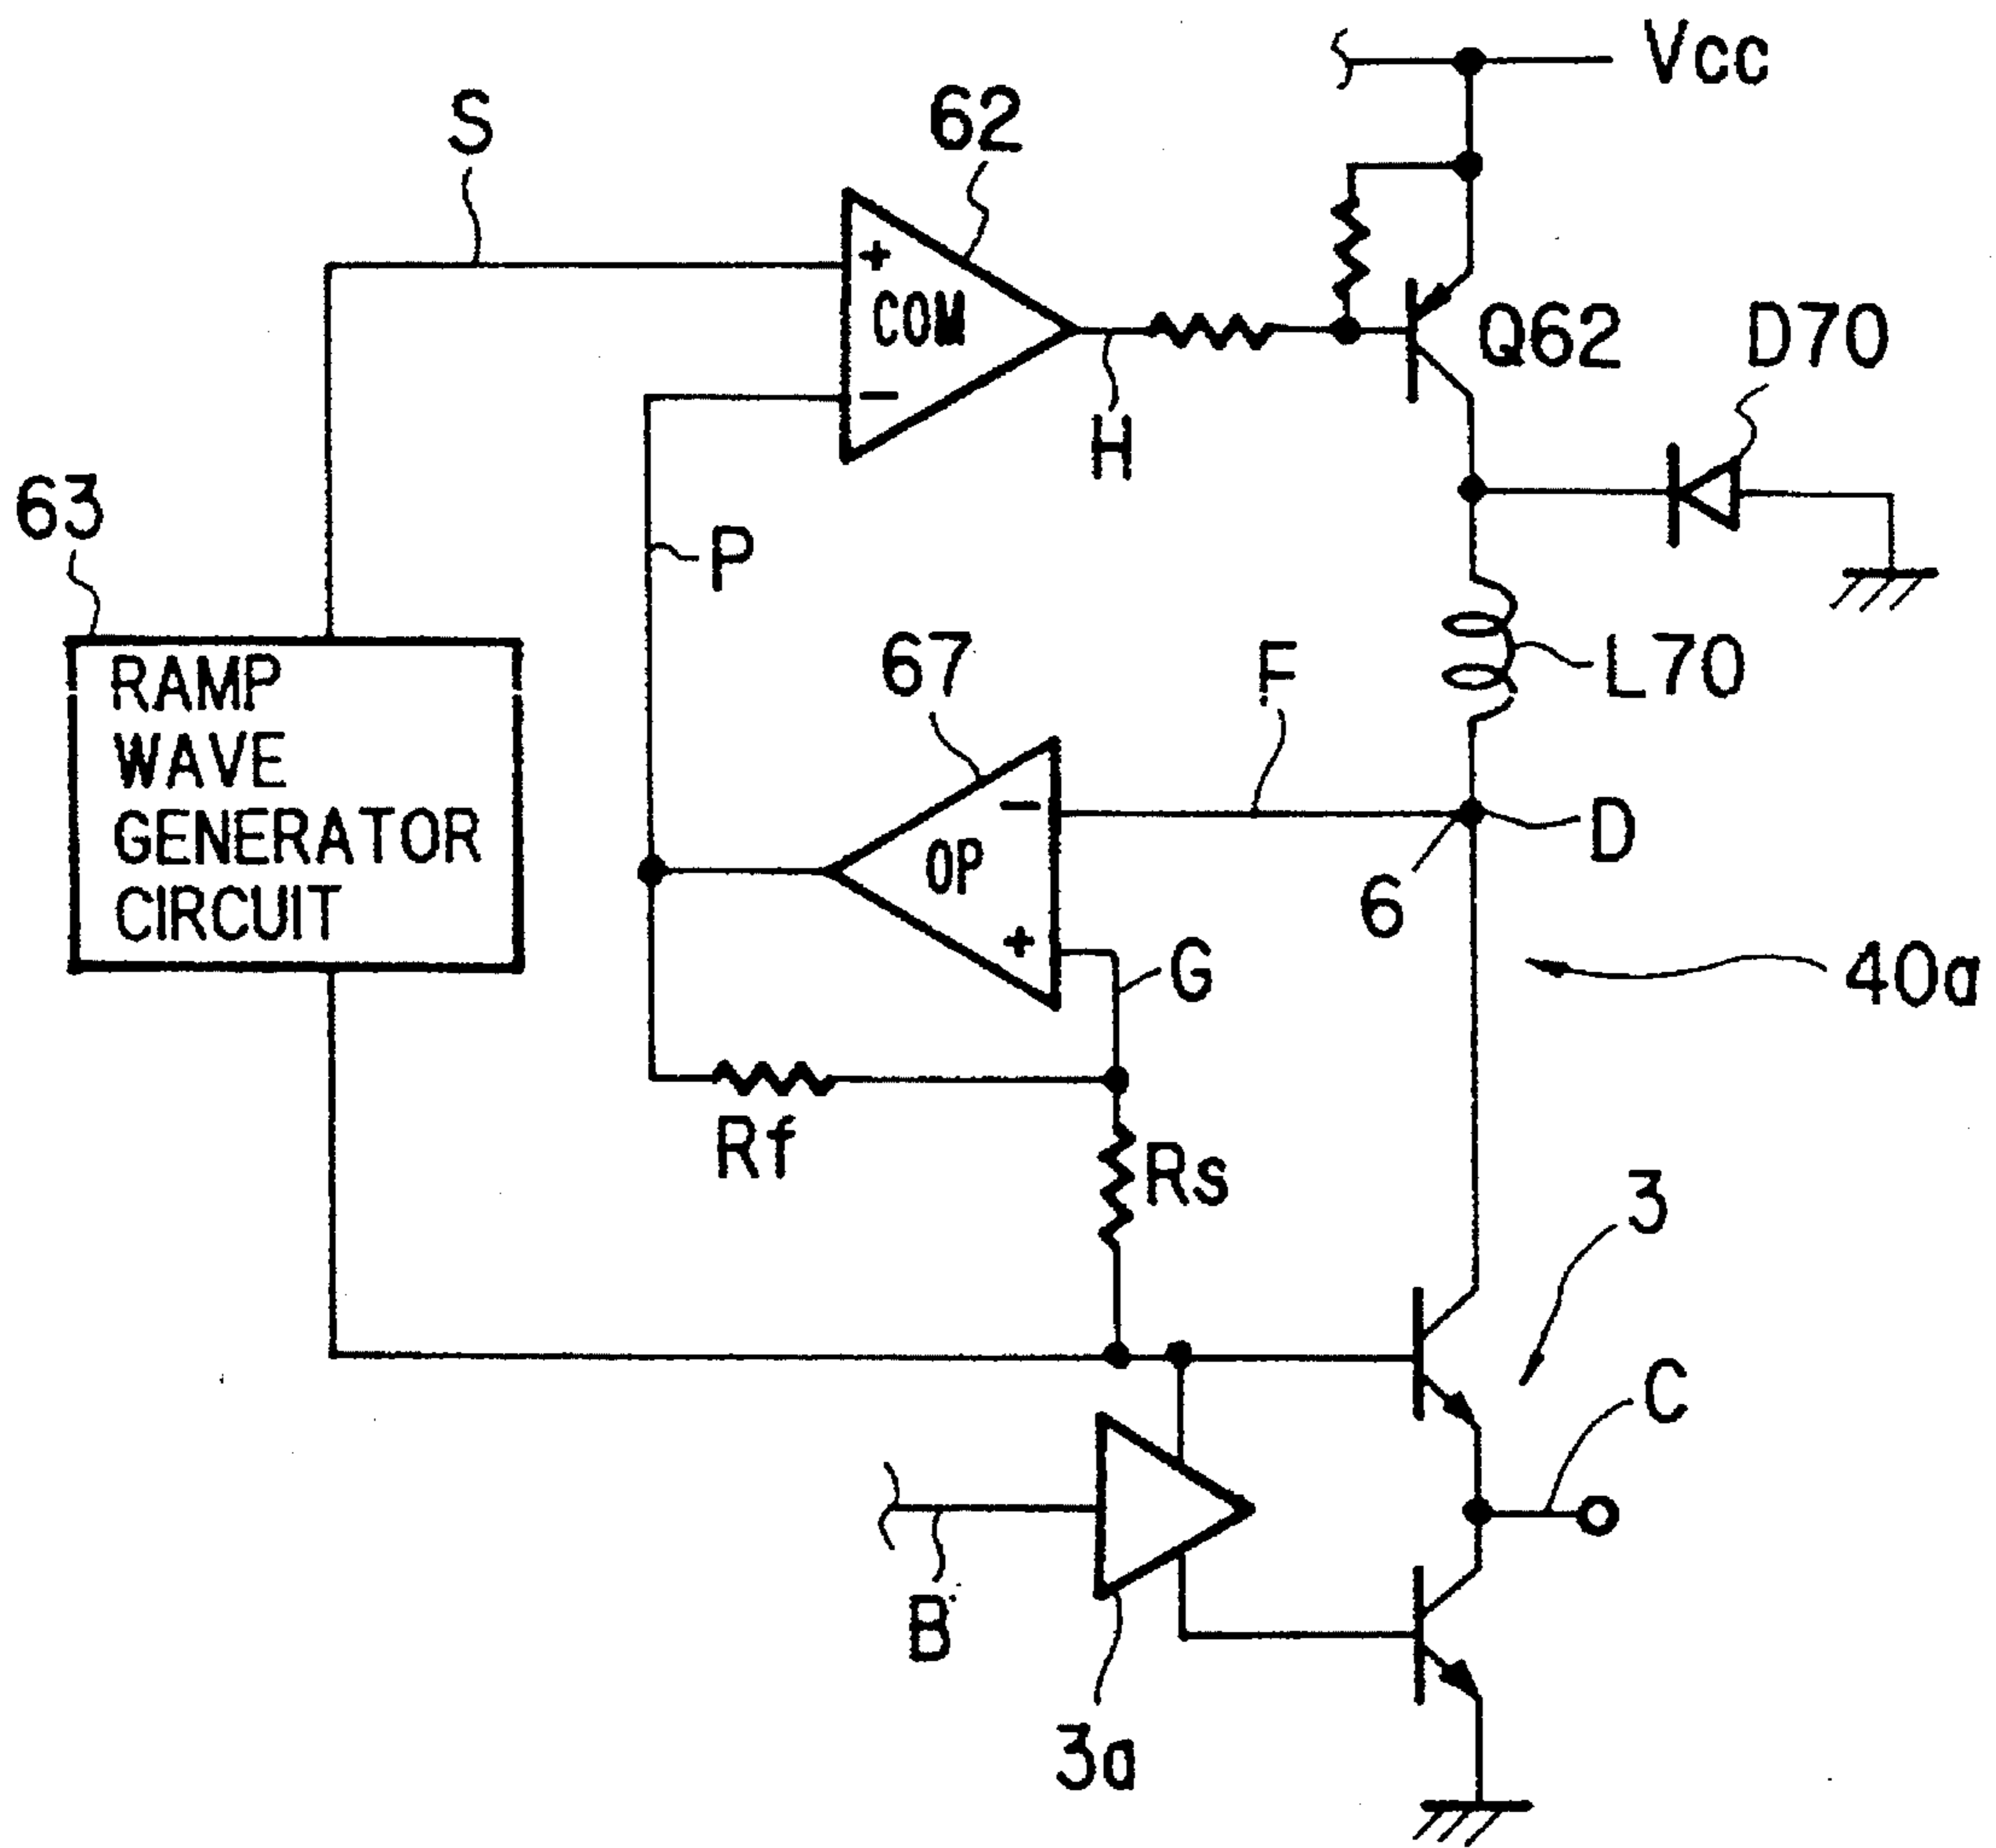 Vcc
S
62
+
COM
−
H
Q62
D70
63
P
RAMP
WAVE
GENERATOR
CIRCUIT
67
F
L70
−
OP
+
D
6
G
40a
Rf
Rs
3
C
B
3a